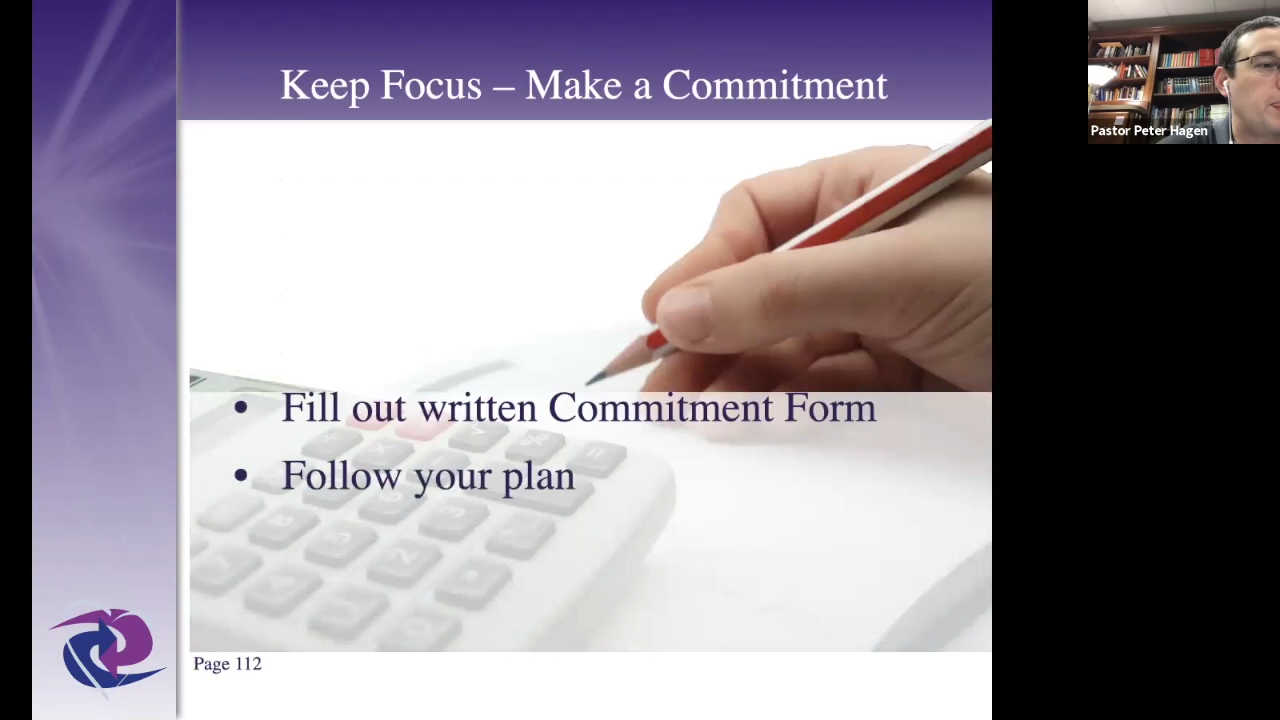 Keep Focus – Make a Commitment
Pastor Peter Hagen
• Fill out written Commitment Form
• Follow your plan
Page 112